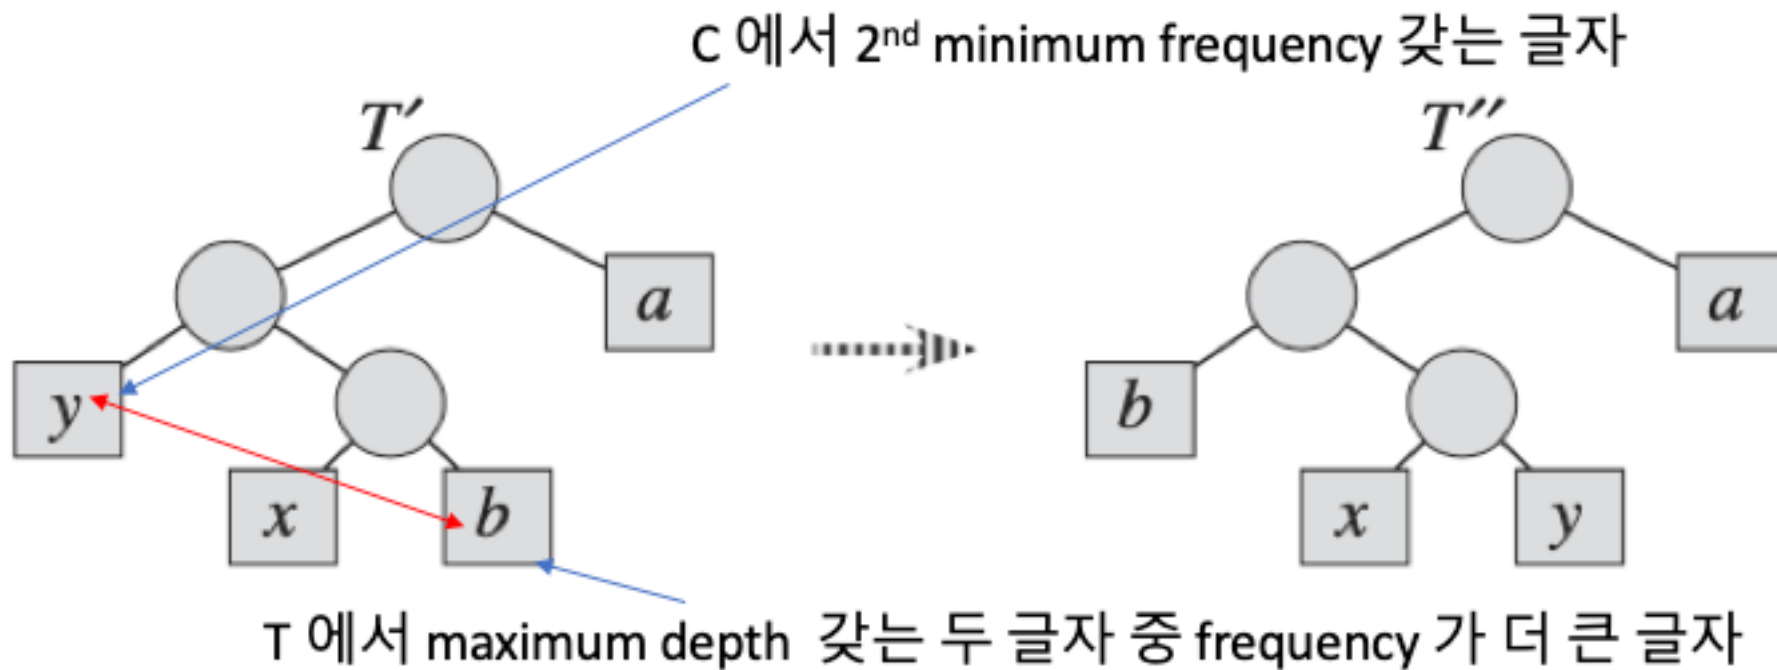 C 에서 2nd minimum frequency 갖는 글자
T′
T′′
a
a
y
b
x
b
x
y
T 에서 maximum depth 갖는 두 글자 중 frequency 가 더 큰 글자